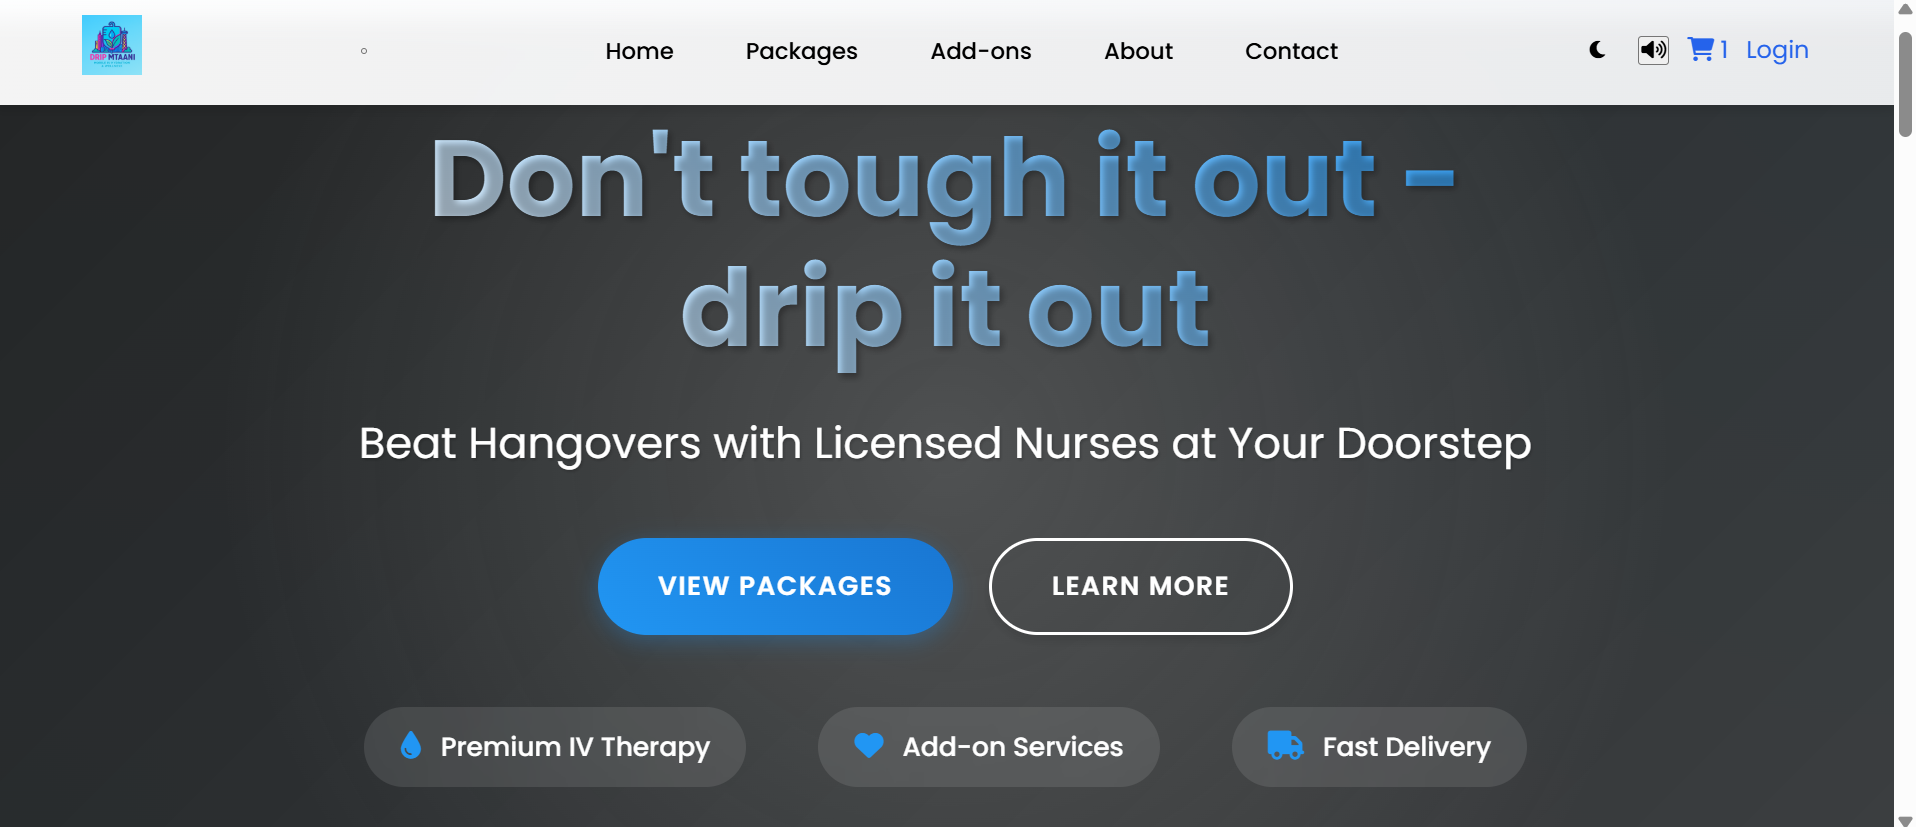 DRIP MTAANI
Home
Packages
Add-ons
About
Contact
1
Login
Don't tough it out -
drip it out
Beat Hangovers with Licensed Nurses at Your Doorstep
VIEW PACKAGES
LEARN MORE
Premium IV Therapy
Add-on Services
Fast Delivery